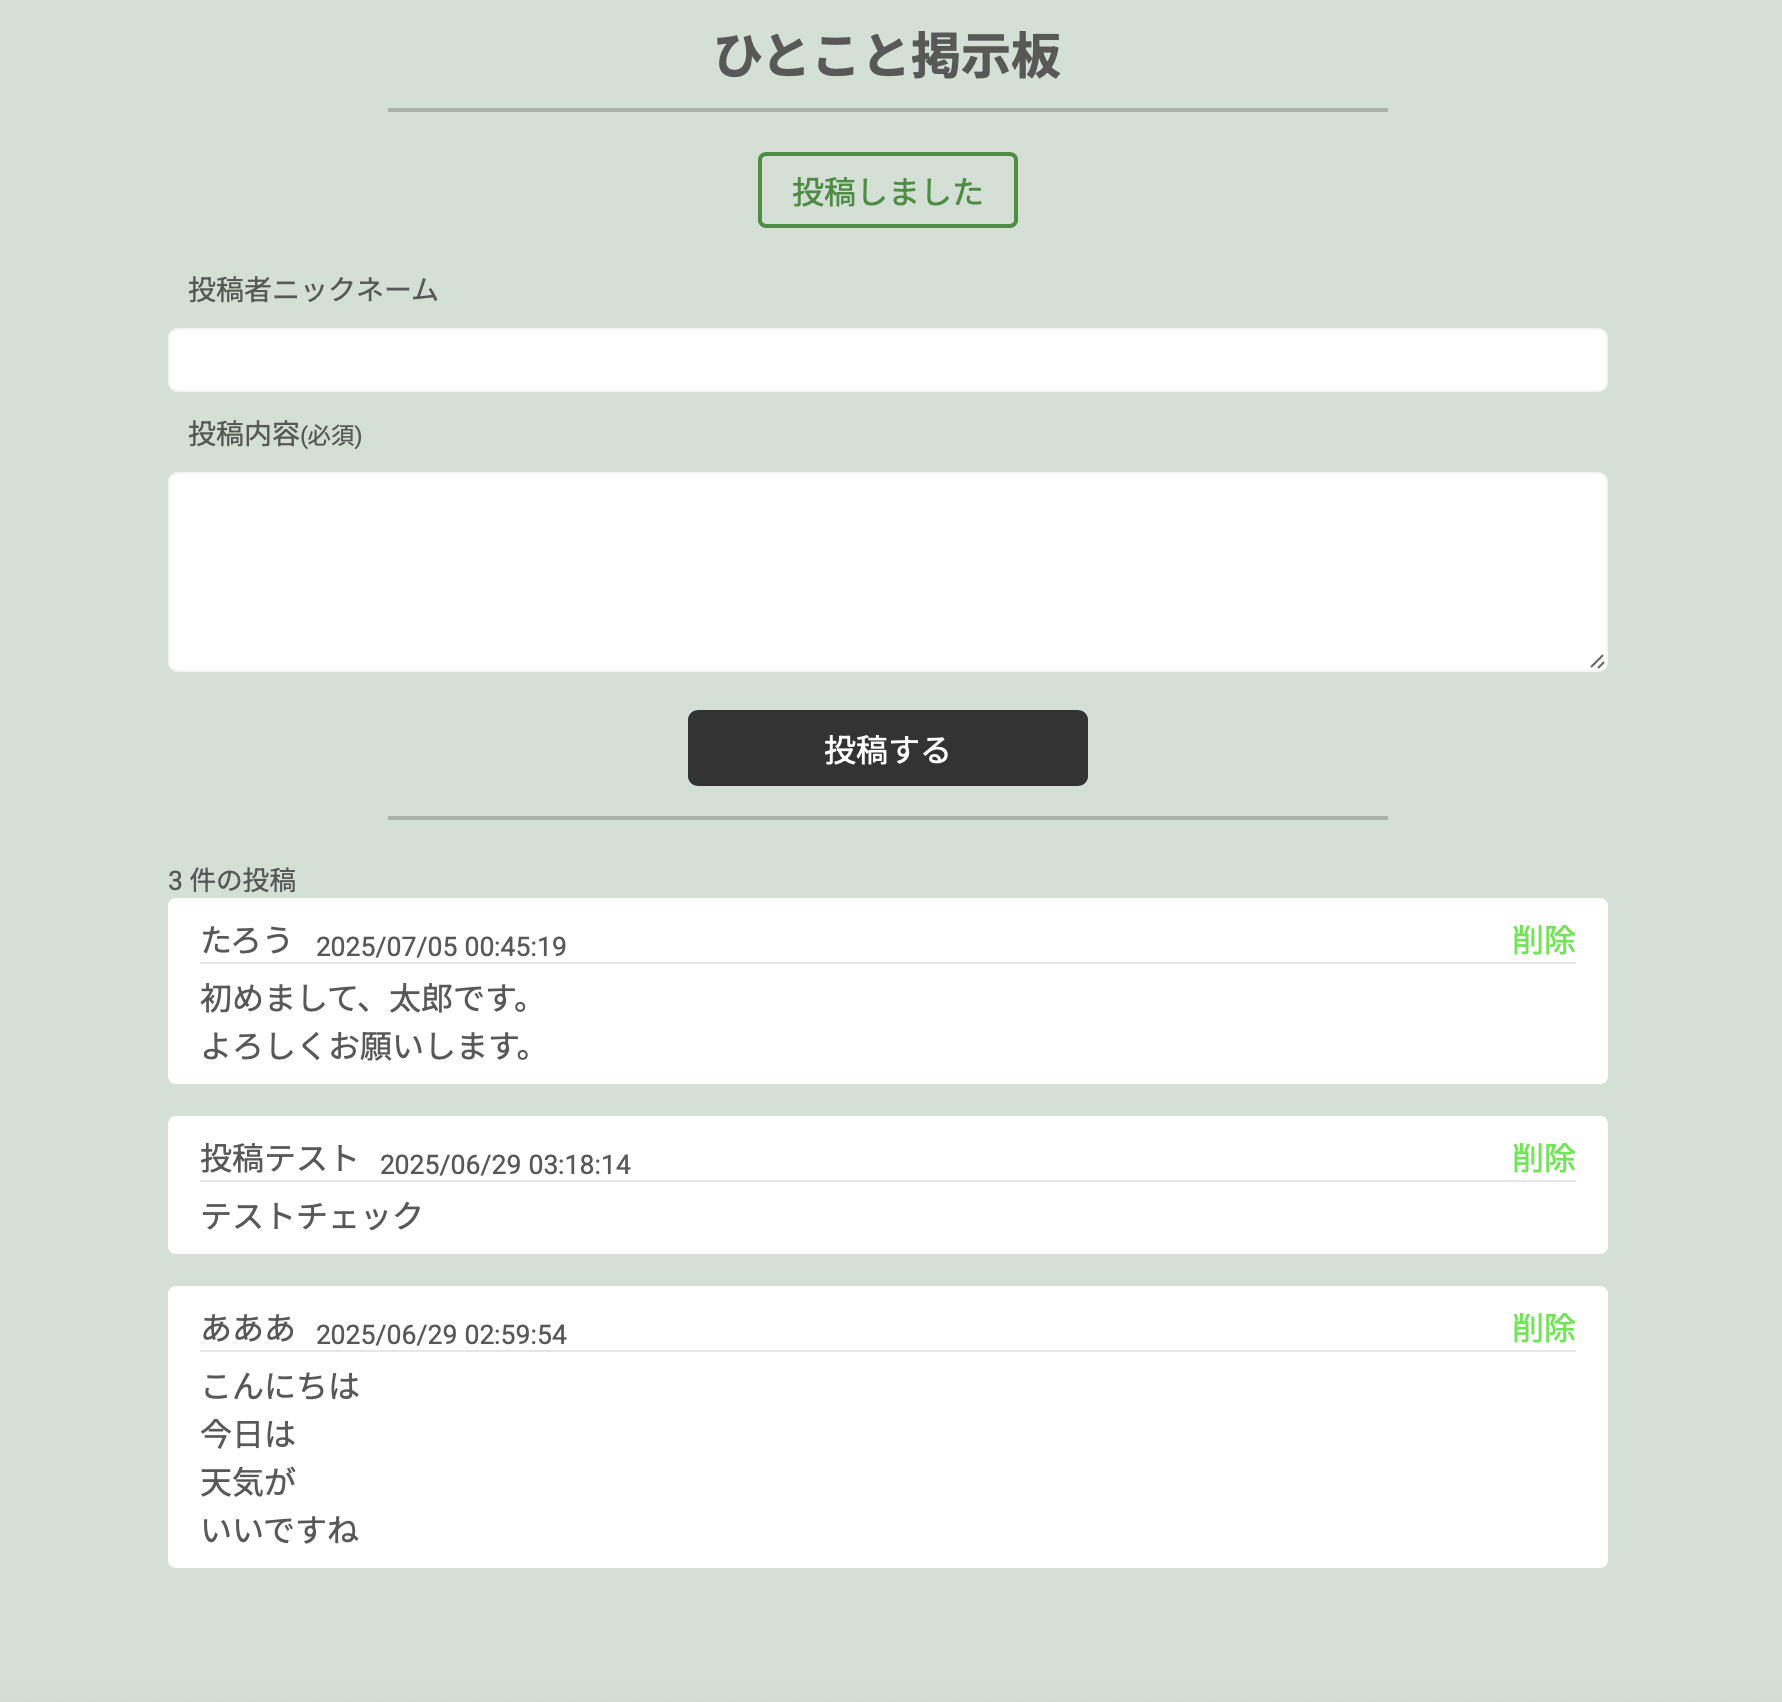 ひとこと掲示板
投稿しました
投稿者ニックネーム
投稿内容(必須)
投稿する
3 件の投稿
たろう 2025/07/05 00:45:19 削除
初めまして、太郎です。
よろしくお願いします。
投稿テスト 2025/06/29 03:18:14 削除
テストチェック
あああ 2025/06/29 02:59:54 削除
こんにちは
今日は
天気が
いいですね